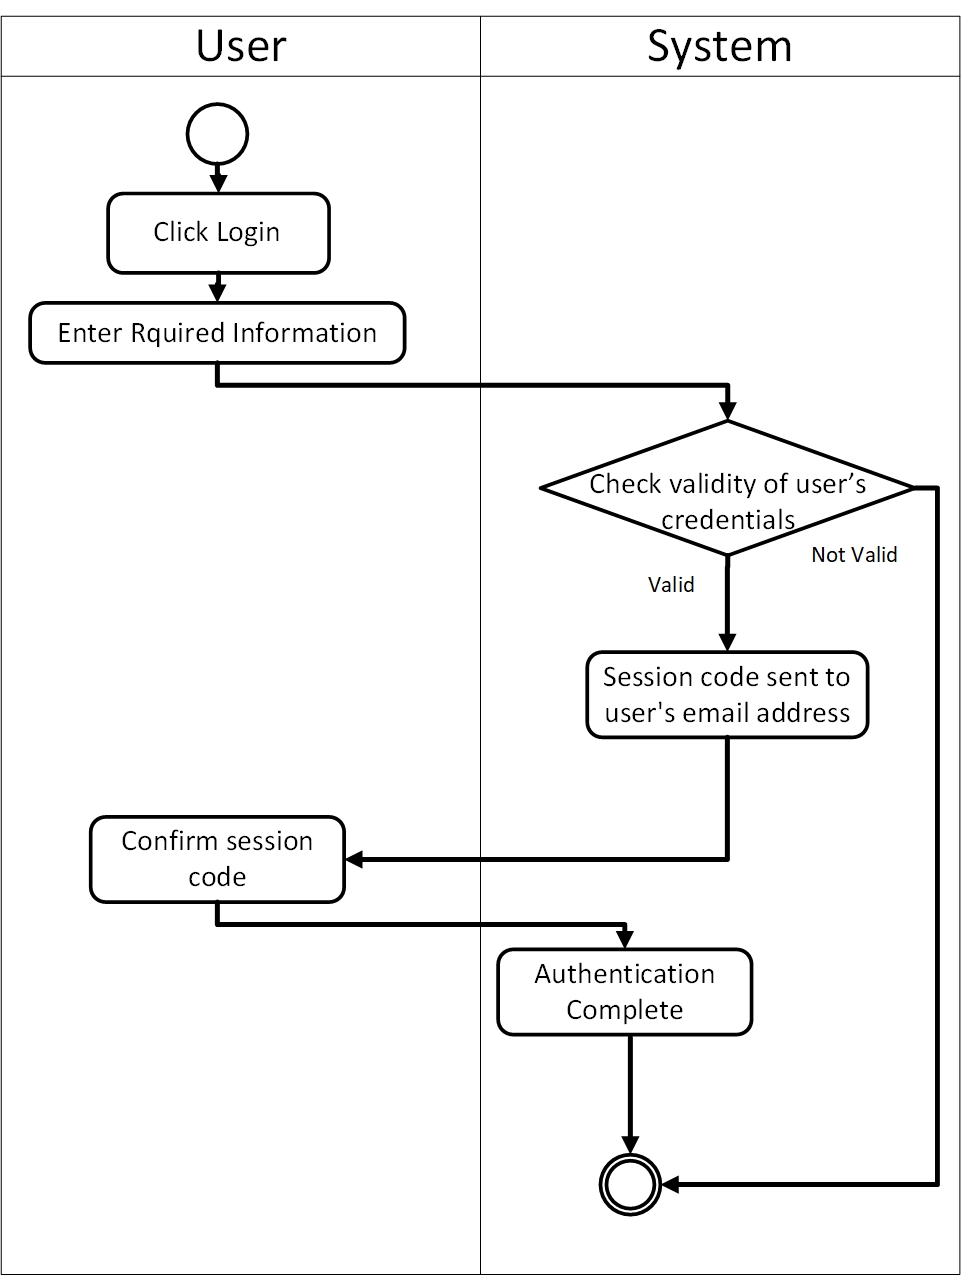 User
System
Click Login
Enter Rquired Information
Check validity of user’s
credentials
Not Valid
Valid
Session code sent to
user's email address
Confirm session
code
Authentication
Complete